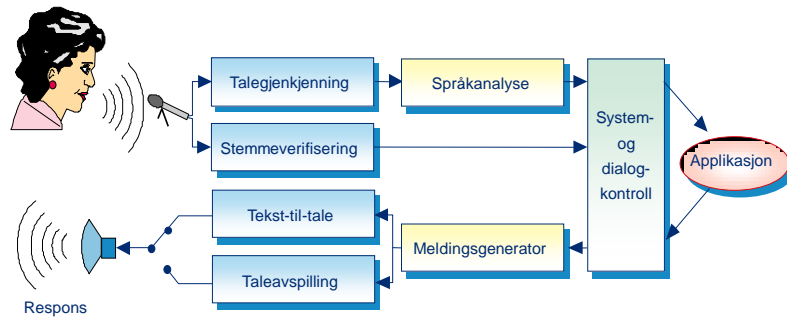 Talegjenkjenning
Språkanalyse
Stemmeverifisering
System-
og
dialog-
kontroll
Applikasjon
Tekst-til-tale
Meldingsgenerator
Taleavspilling
Respons